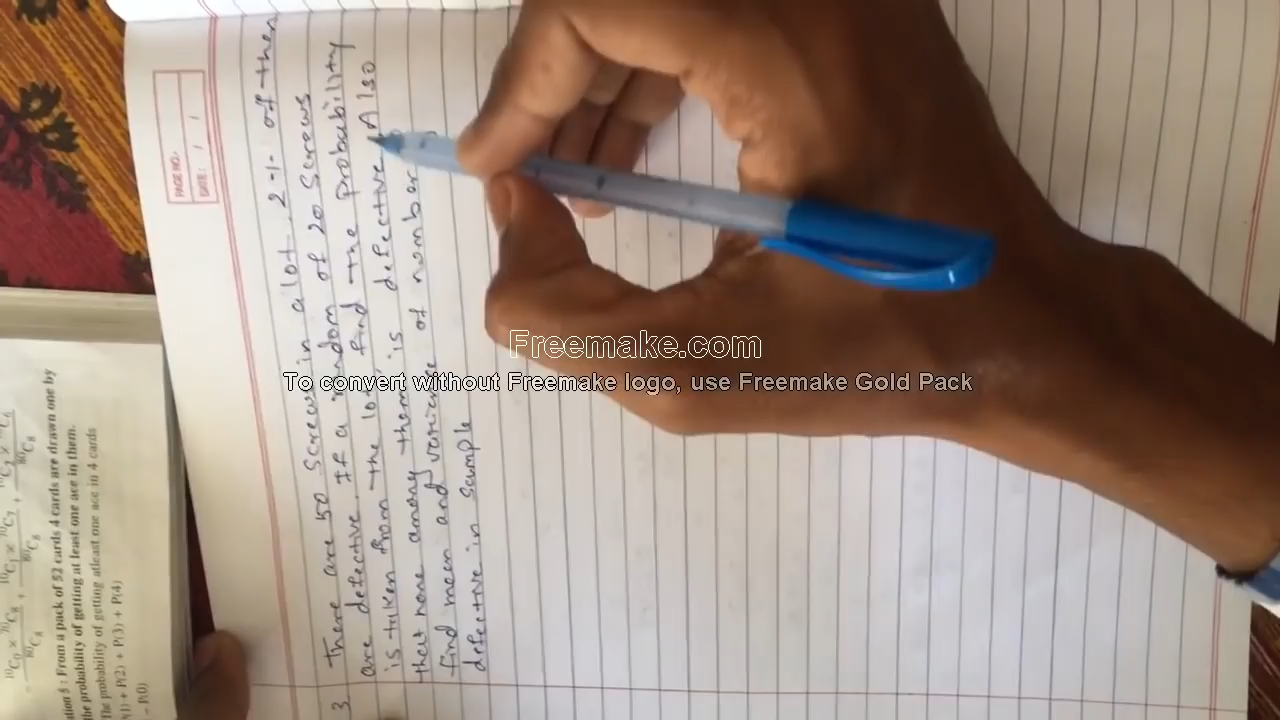 3 There are 50 screws in a lot. 2 -/. of them
are defective. If a random of 20 screws
is taken from the lot. find the probability
that none among them is defective. Also
find mean and variance of nomber
defective in sample
PAGE NO.:
DATE: / /
ation 5 : From a pack of 52 cards 4 cards are drawn one by
the probability of getting at least one ace in them.
The probability of getting atleast one ace in 4 cards
(1) + P(2) + P(3) + P(4)
- P(0)
Freemake.com
To convert without Freemake logo, use Freemake Gold Pack